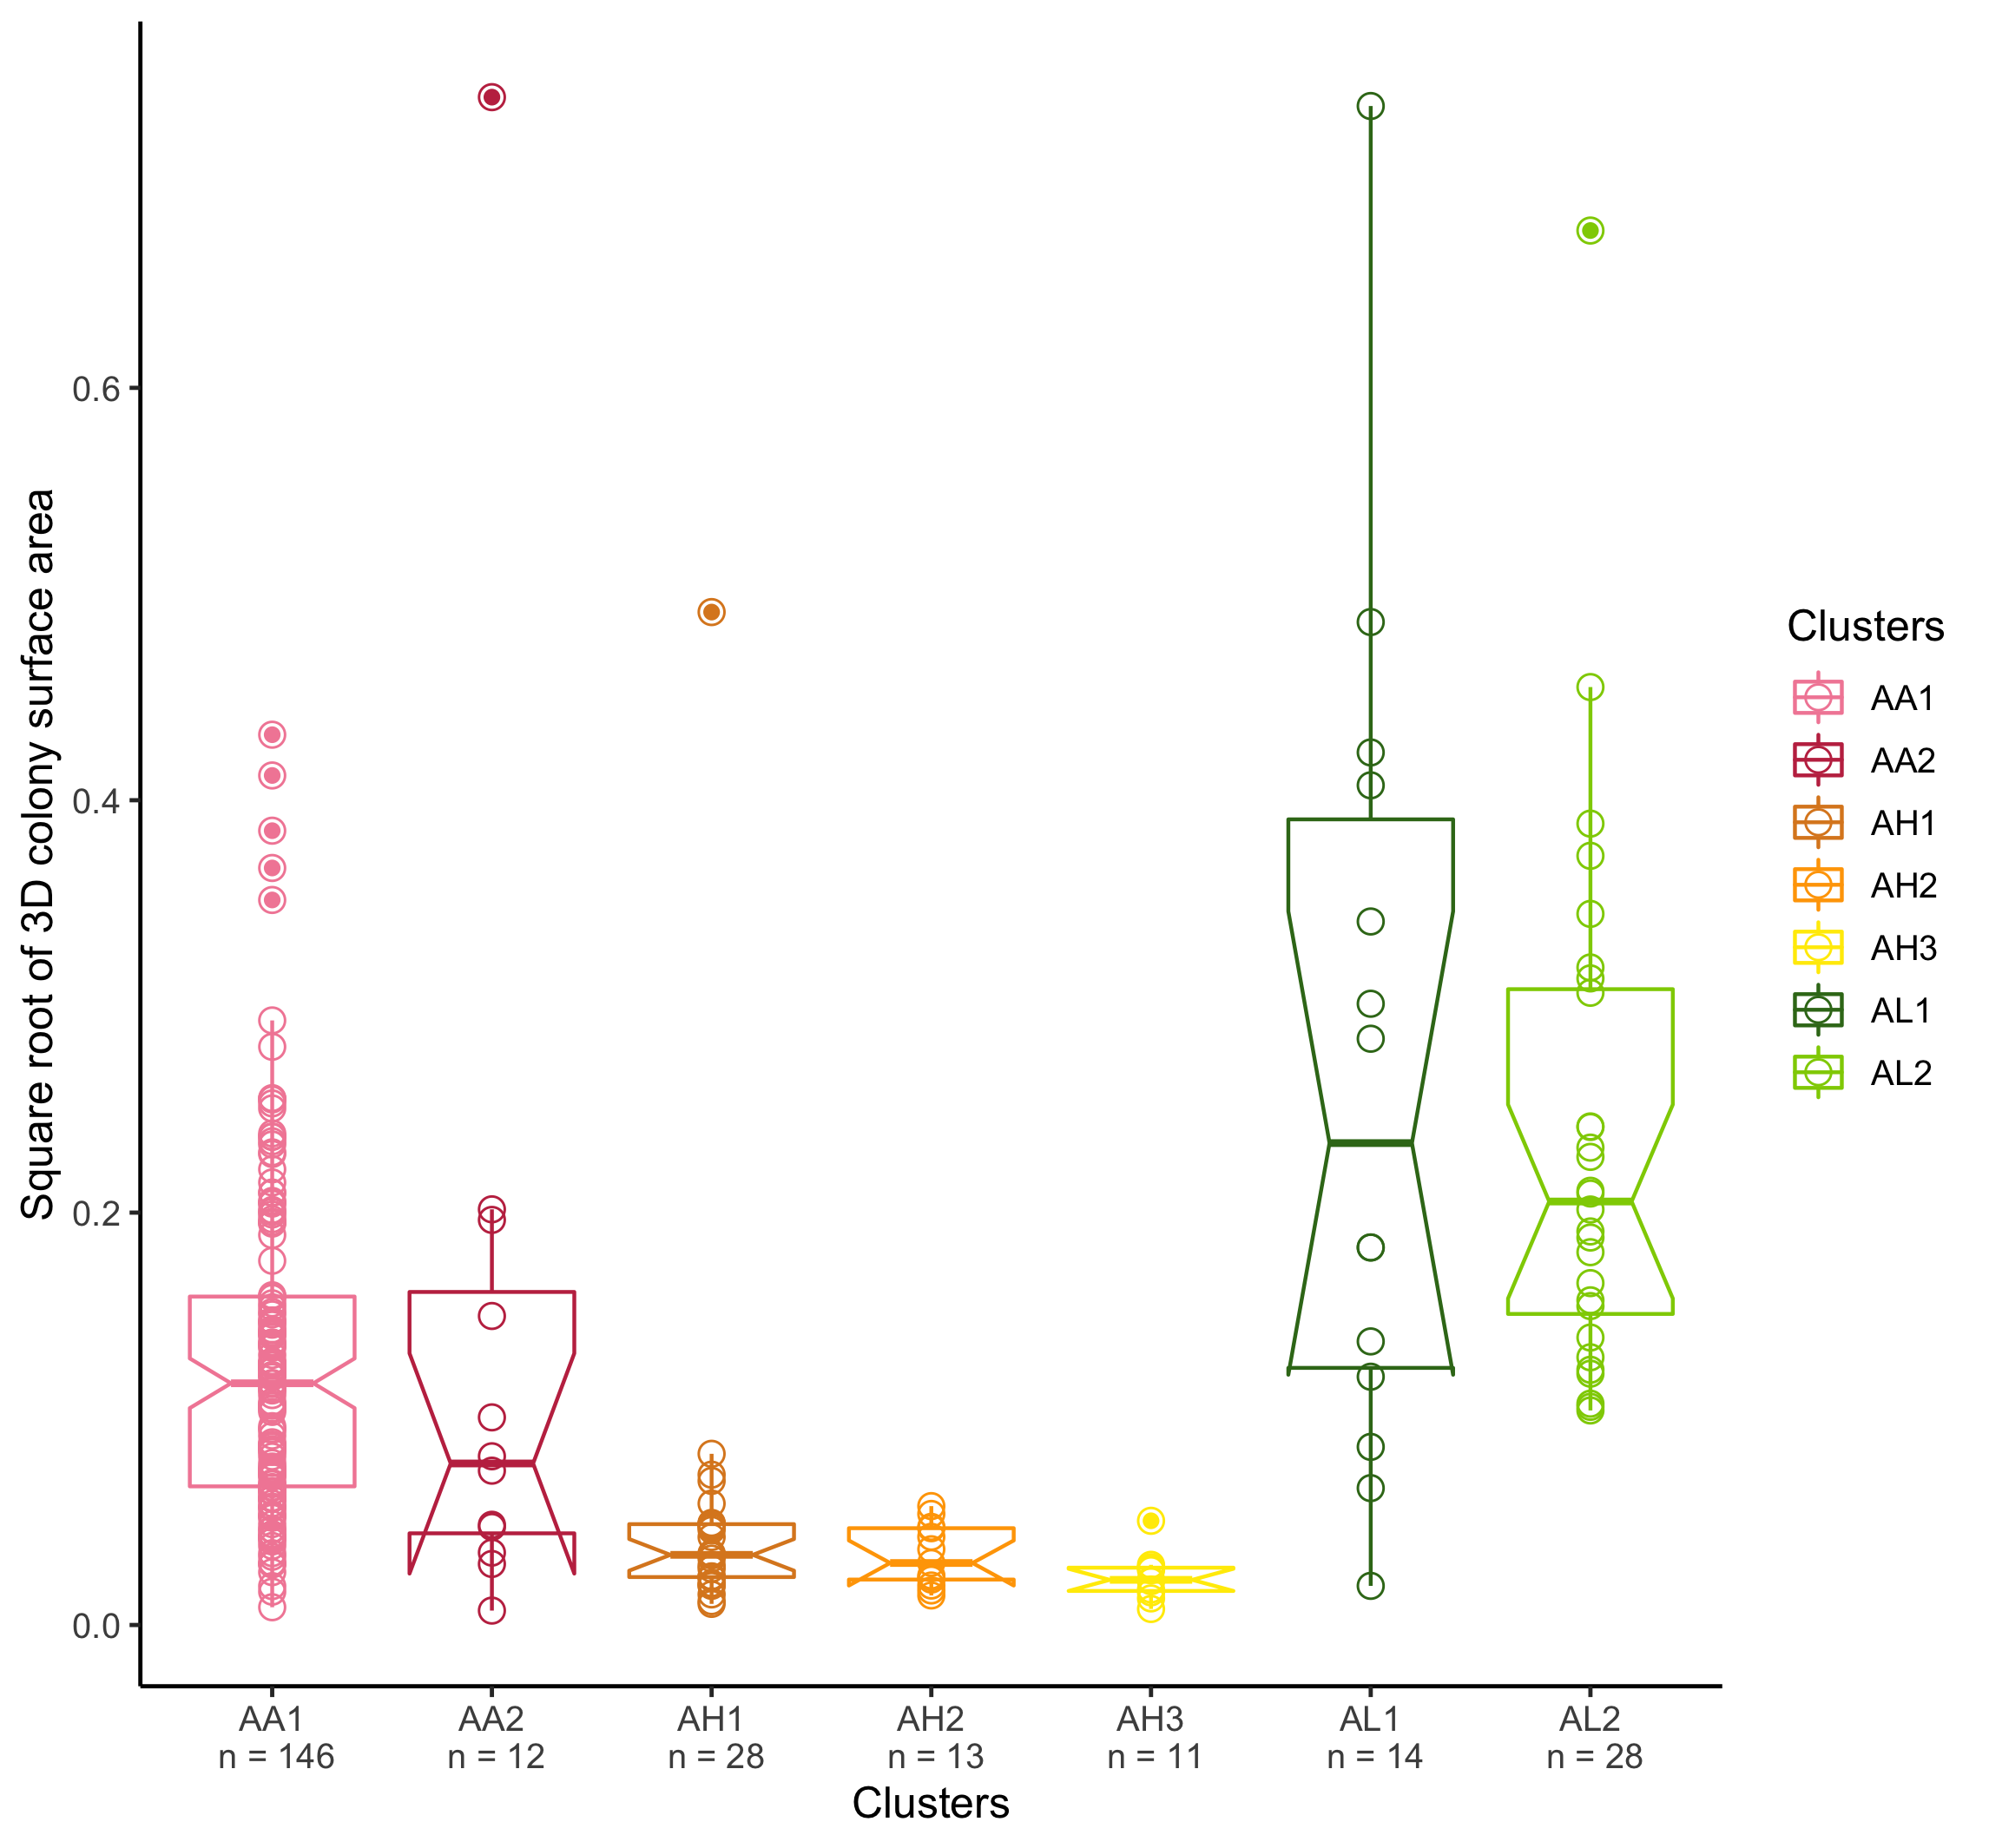 Square root of 3D colony surface area
0.6
0.4
0.2
0.0
AA1 AA2 AH1 AH2 AH3 AL1 AL2
n = 146 n = 12 n = 28 n = 13 n = 11 n = 14 n = 28
Clusters
Clusters
AA1
AA2
AH1
AH2
AH3
AL1
AL2